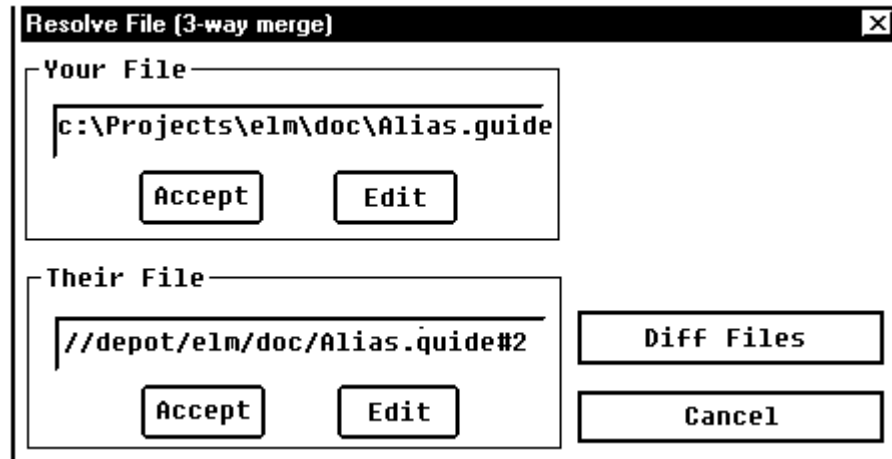 Resolve File (3-way merge)
Your File
c:\Projects\elm\doc\Alias.guide
Accept Edit
Their File
//depot/elm/doc/Alias.quide#2
Diff Files
Accept Edit
Cancel